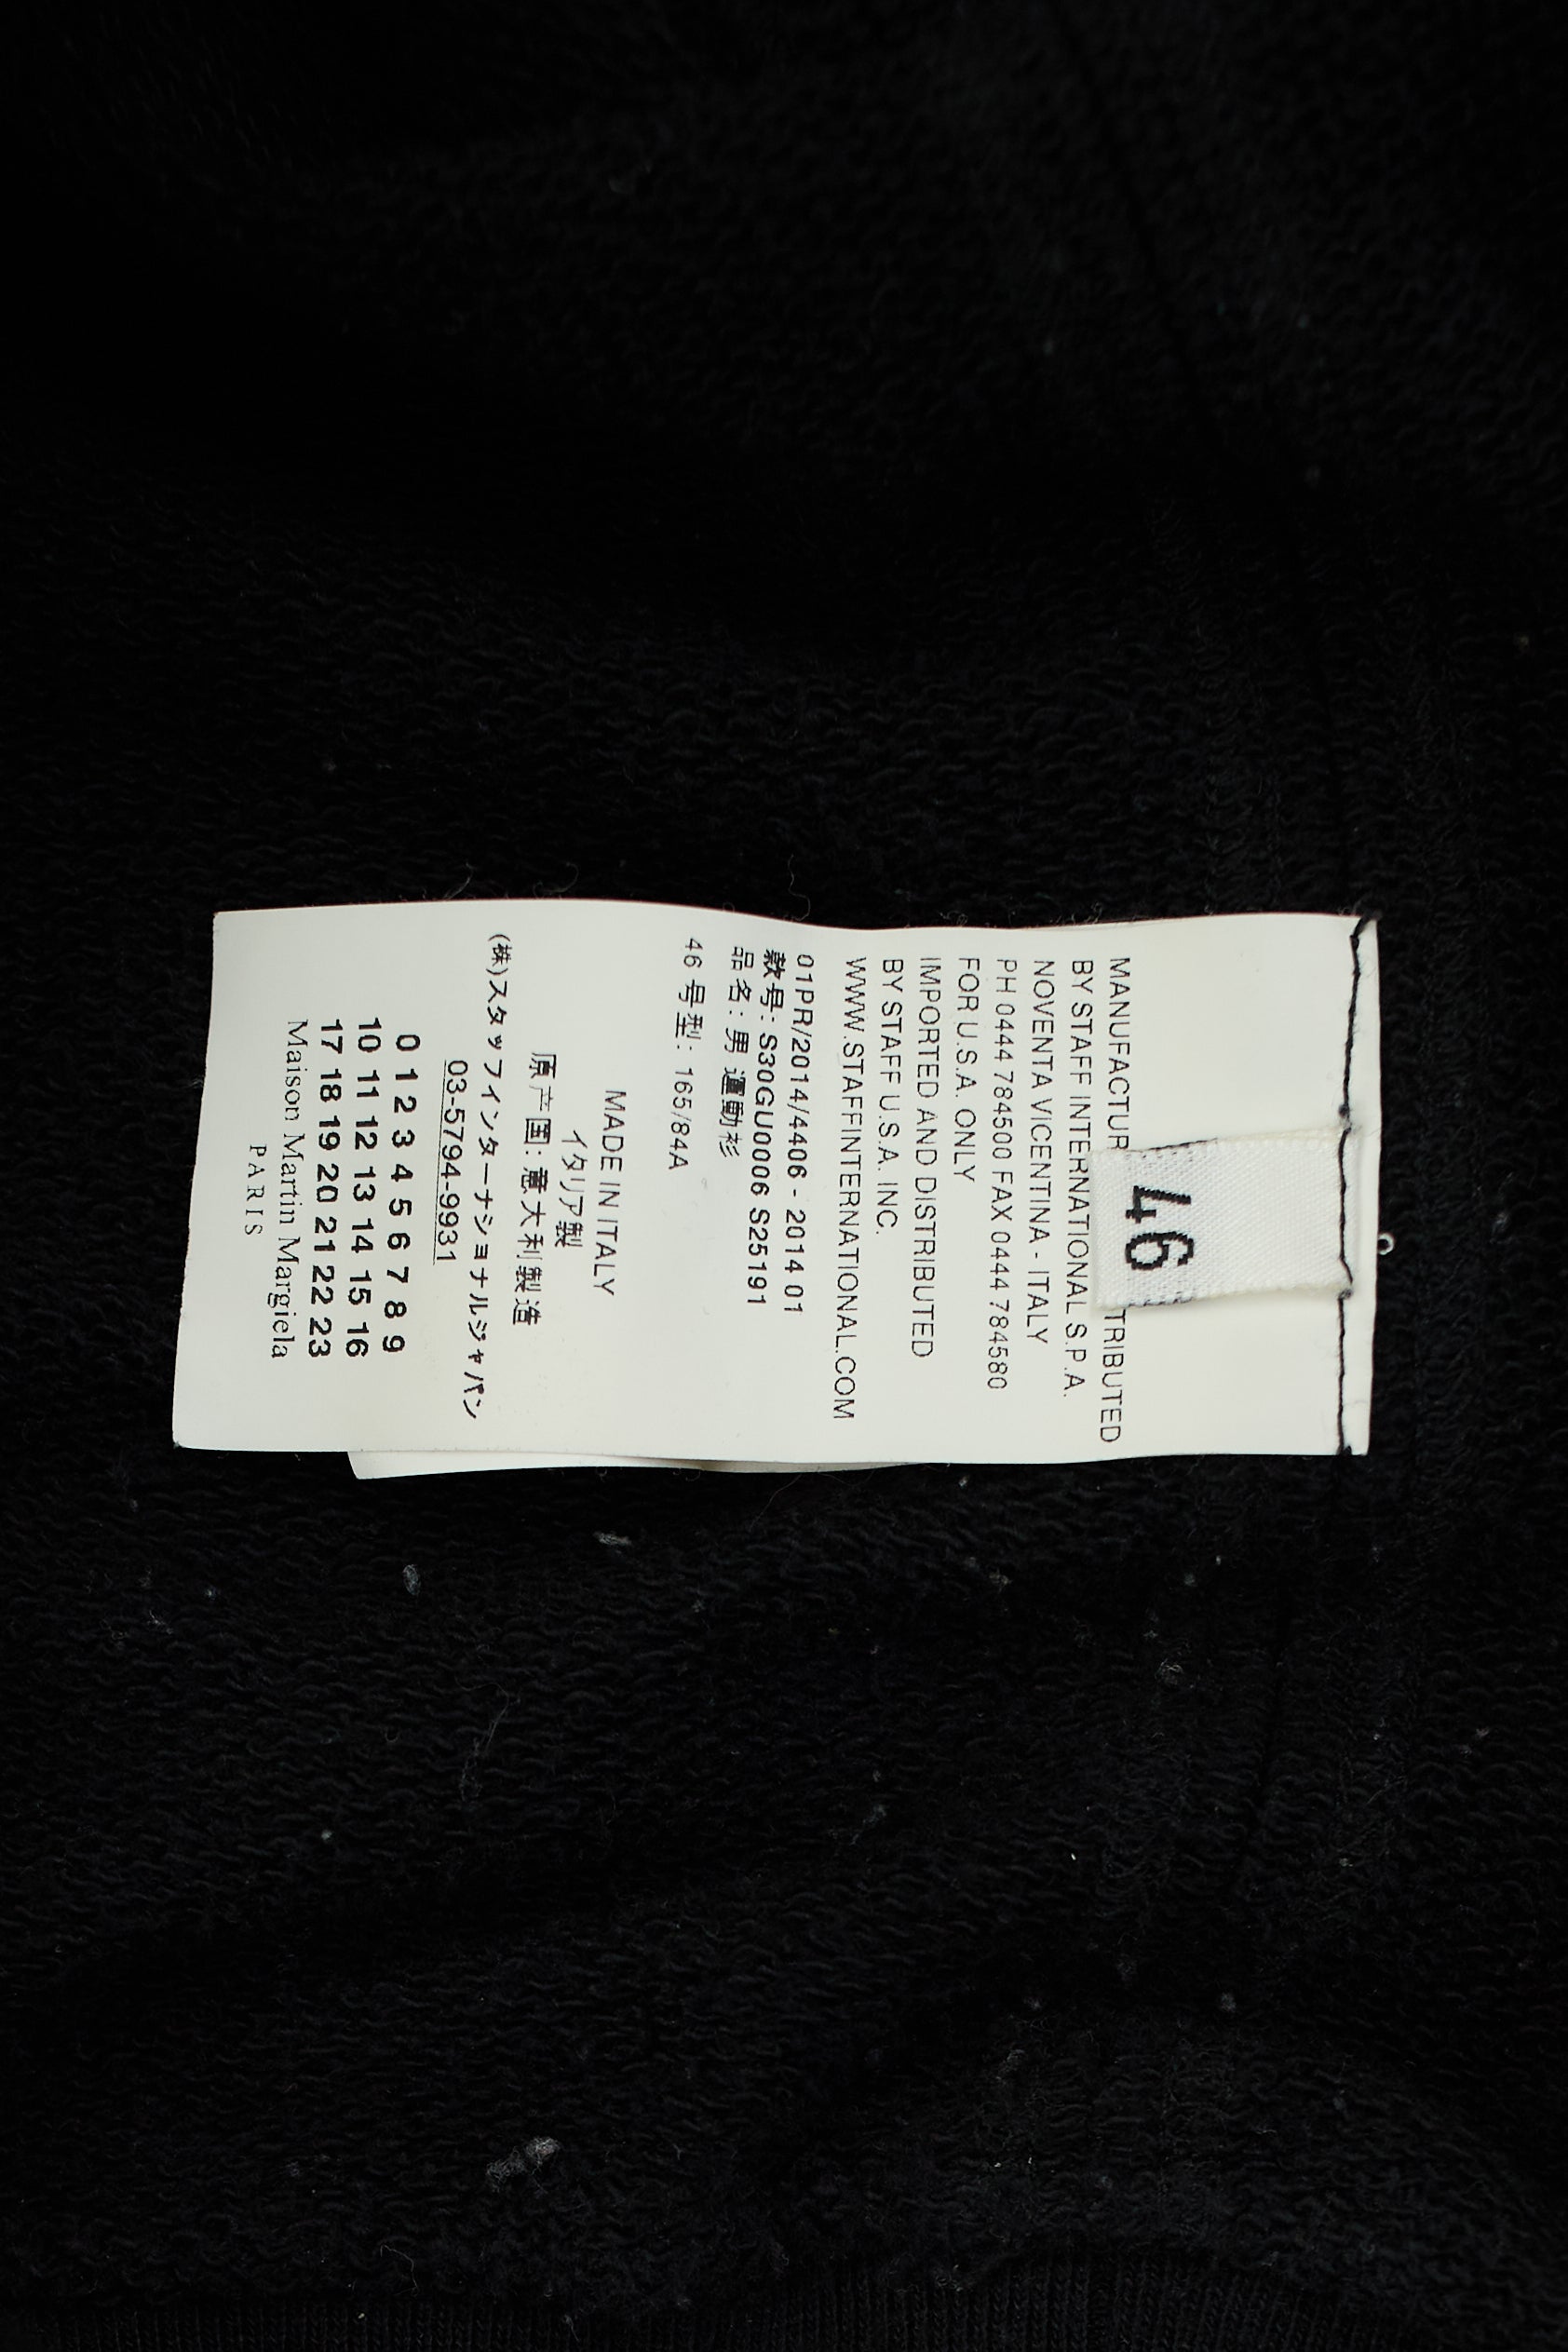 46
MANUFACTUR TRIBUTED
BY STAFF INTERNATIONAL S.P.A.
NOVENTA VICENTINA - ITALY
PH 0444 784500 FAX 0444 784580
FOR U.S.A. ONLY
IMPORTED AND DISTRIBUTED
BY STAFF U.S.A. INC.
WWW.STAFFINTERNATIONAL.COM
01PR/2014/4406 - 2014 01
款号: S30GU0006 S25191
品名: 男 運動衫
46 号型: 165/84A
MADE IN ITALY
イタリア製
原产国: 意大利製造
(株)スタッフインターナショナルジャパン
03-5794-9931
0 1 2 3 4 5 6 7 8 9
10 11 12 13 14 15 16
17 18 19 20 21 22 23
Maison Martin Margiela
PARIS